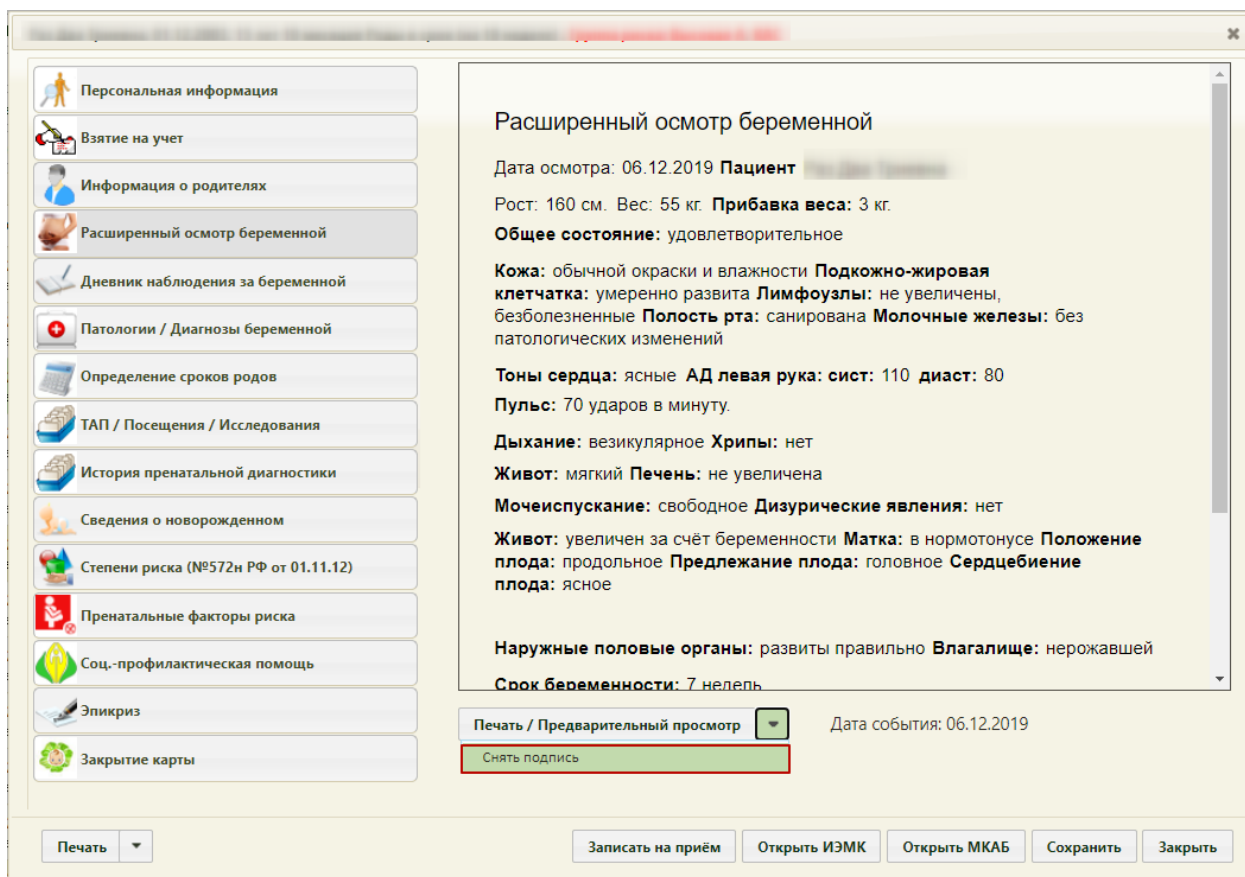 Персональная информация
Взятие на учет
Информация о родителях
Расширенный осмотр беременной
Дневник наблюдения за беременной
Патологии / Диагнозы беременной
Определение сроков родов
ТАП / Посещения / Исследования
История пренатальной диагностики
Сведения о новорожденном
Степени риска (№572н РФ от 01.11.12)
Пренатальные факторы риска
Соц.-профилактическая помощь
Эпикриз
Закрытие карты
Расширенный осмотр беременной
Дата осмотра: 06.12.2019 Пациент
Рост: 160 см. Вес: 55 кг. Прибавка веса: 3 кг.
Общее состояние: удовлетворительное
Кожа: обычной окраски и влажности Подкожно-жировая
клетчатка: умеренно развита Лимфоузлы: не увеличены,
безболезненные Полость рта: санирована Молочные железы: без
патологических изменений
Тоны сердца: ясные АД левая рука: сист: 110 диаст: 80
Пульс: 70 ударов в минуту.
Дыхание: везикулярное Хрипы: нет
Живот: мягкий Печень: не увеличена
Мочеиспускание: свободное Дизурические явления: нет
Живот: увеличен за счёт беременности Матка: в нормотонусе Положение
плода: продольное Предлежание плода: головное Сердцебиение
плода: ясное
Наружные половые органы: развиты правильно Влагалище: нерожавшей
Срок беременности: 7 недель
Печать / Предварительный просмотр
Дата события: 06.12.2019
Снять подпись
Печать
Записать на приём
Открыть ИЭМК
Открыть МКАБ
Сохранить
Закрыть